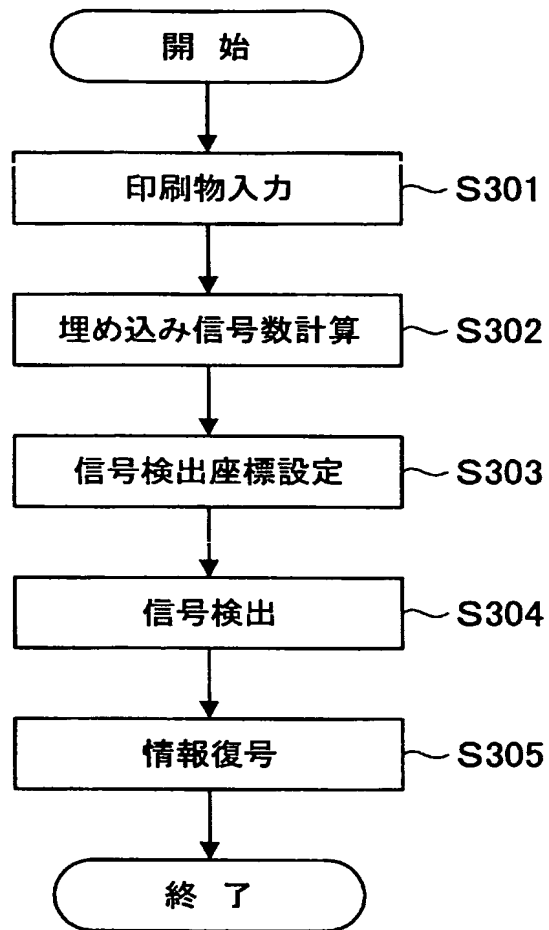 開 始
印刷物入力 S301
埋め込み信号数計算 S302
信号検出座標設定 S303
信号検出 S304
情報復号 S305
終 了